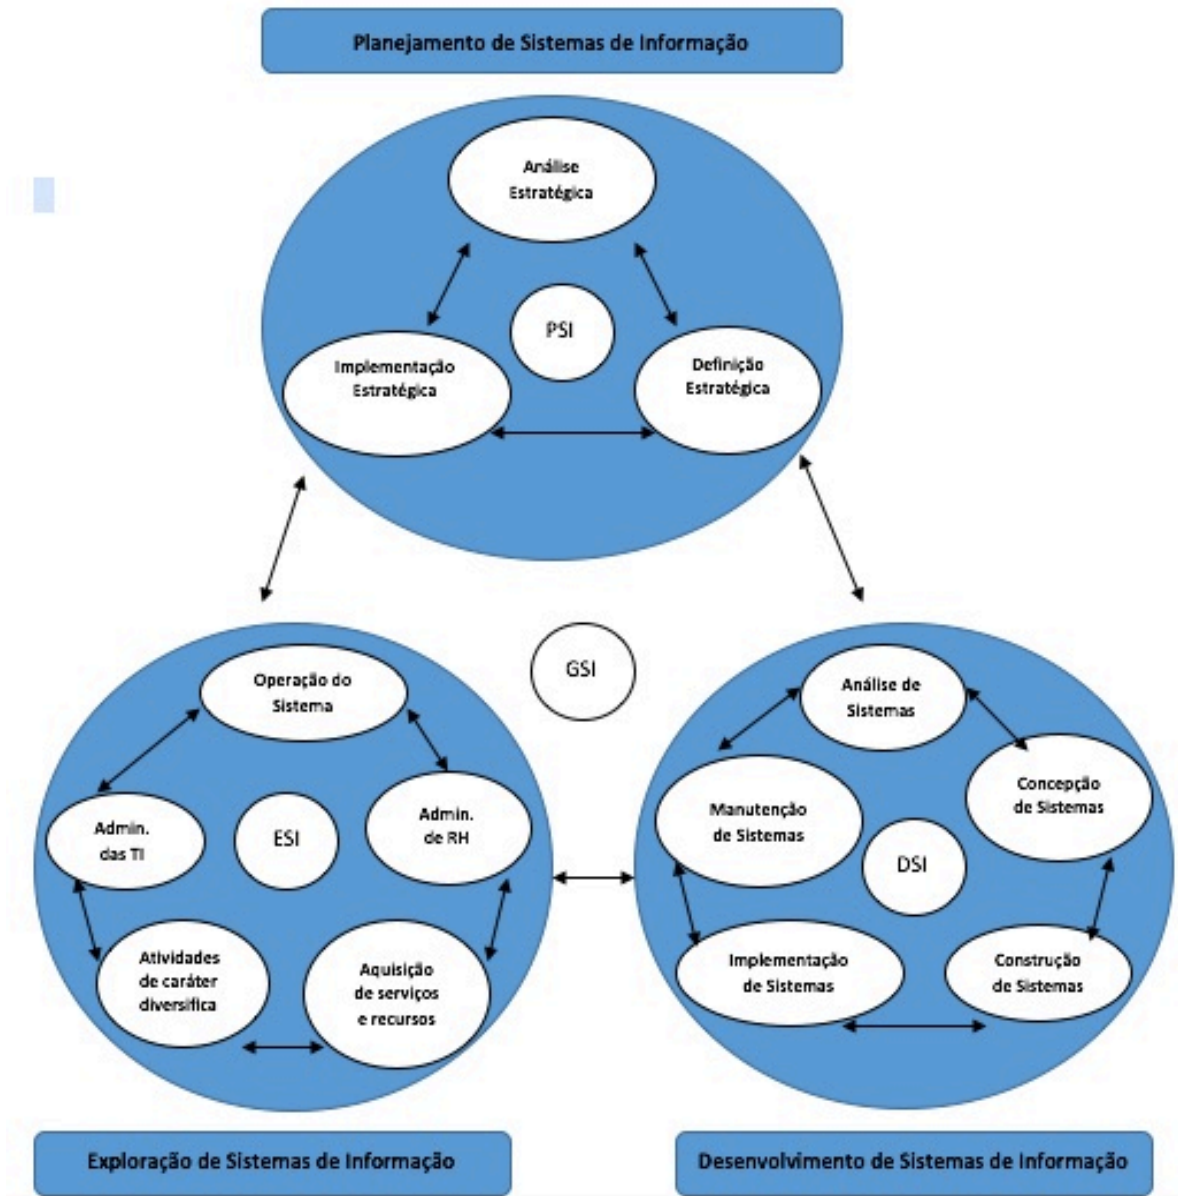 Planejamento de Sistemas de Informação
Análise
Estratégica
PSI
Implementação
Estratégica
Definição
Estratégica
GSI
Operação do
Sistema
Admin.
das TI
ESI
Admin.
de RH
Atividades
de caráter
diversifica
Aquisição
de serviços
e recursos
Análise de
Sistemas
Manutenção
de Sistemas
Concepção
de Sistemas
DSI
Implementação
de Sistemas
Construção
de Sistemas
Exploração de Sistemas de Informação
Desenvolvimento de Sistemas de Informação